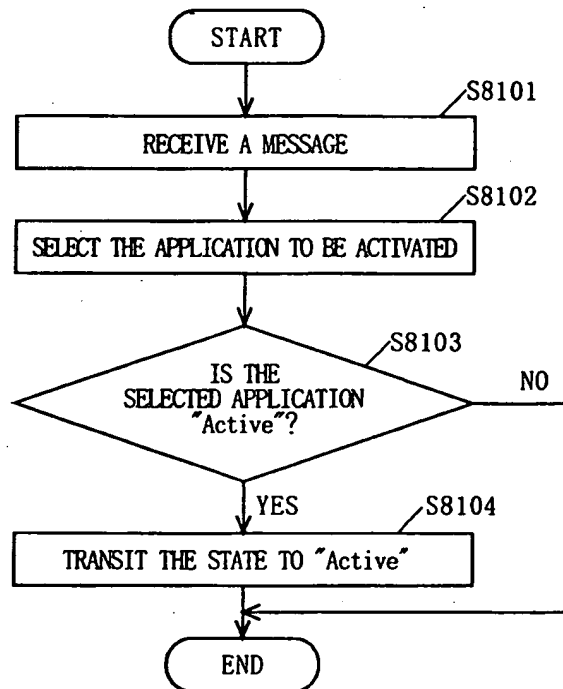 START
S8101
RECEIVE A MESSAGE
S8102
SELECT THE APPLICATION TO BE ACTIVATED
S8103
IS THE
SELECTED APPLICATION
"Active"?
NO
YES
S8104
TRANSIT THE STATE TO "Active"
END